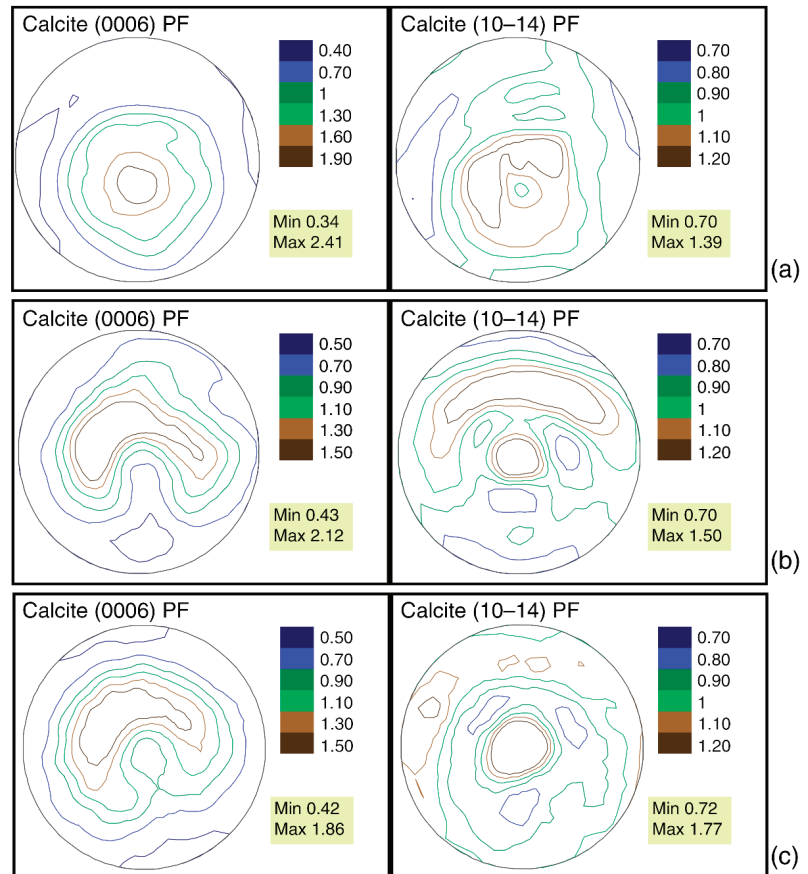 Calcite (0006) PF
0.40
0.70
1
1.30
1.60
1.90
Min 0.34
Max 2.41
Calcite (10–14) PF
0.70
0.80
0.90
1
1.10
1.20
Min 0.70
Max 1.39
(a)
Calcite (0006) PF
0.50
0.70
0.90
1.10
1.30
1.50
Min 0.43
Max 2.12
Calcite (10–14) PF
0.70
0.80
0.90
1
1.10
1.20
Min 0.70
Max 1.50
(b)
Calcite (0006) PF
0.50
0.70
0.90
1.10
1.30
1.50
Min 0.42
Max 1.86
Calcite (10–14) PF
0.70
0.80
0.90
1
1.10
1.20
Min 0.72
Max 1.77
(c)